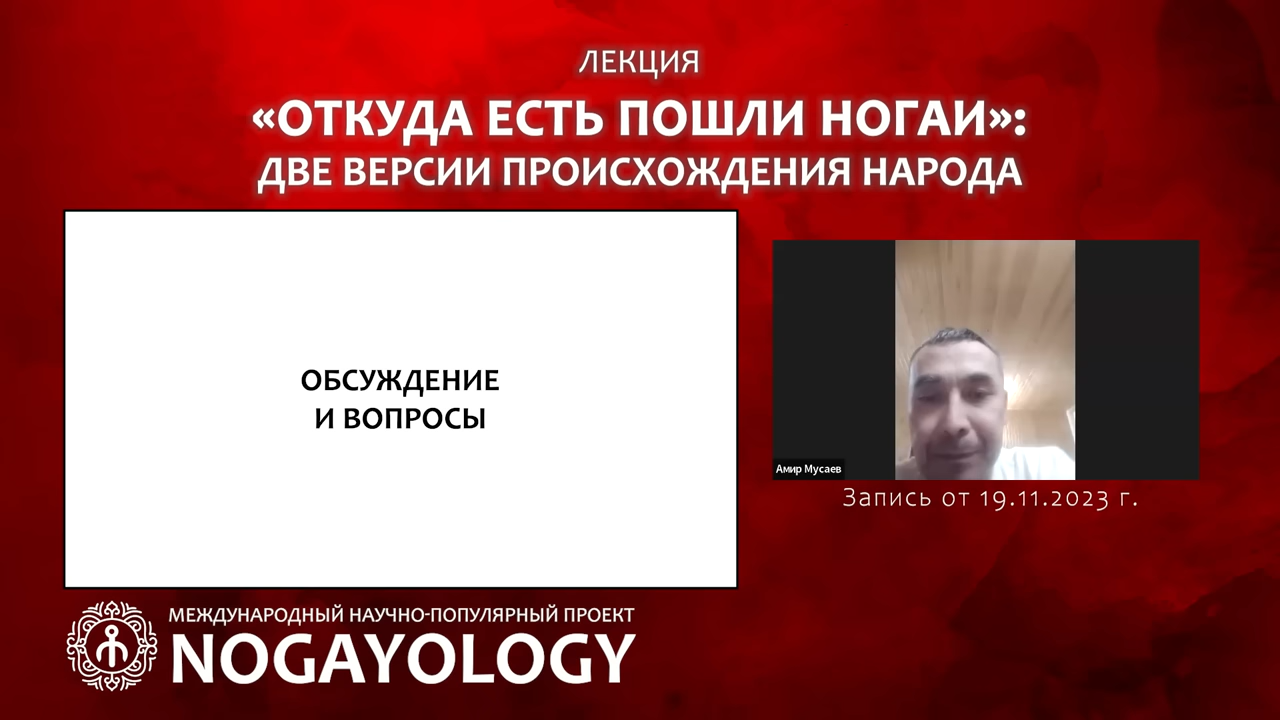 ЛЕКЦИЯ
«ОТКУДА ЕСТЬ ПОШЛИ НОГАИ»:
ДВЕ ВЕРСИИ ПРОИСХОЖДЕНИЯ НАРОДА
ОБСУЖДЕНИЕ
И ВОПРОСЫ
Амир Мусаев
Запись от 19.11.2023 г.
МЕЖДУНАРОДНЫЙ НАУЧНО-ПОПУЛЯРНЫЙ ПРОЕКТ
NOGAYOLOGY